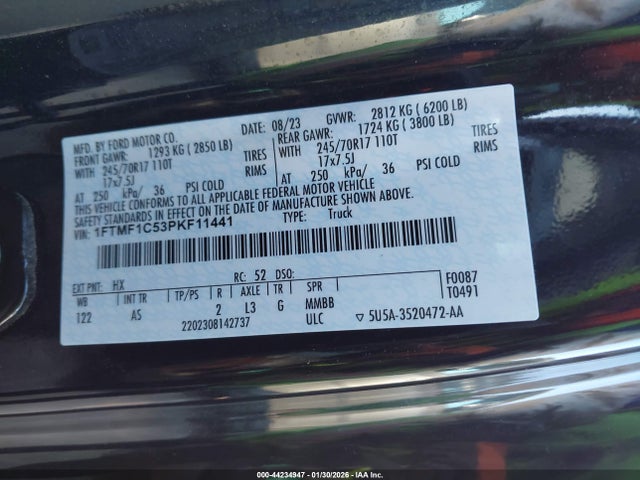 MFD. BY FORD MOTOR CO.
DATE: 08/23 GVWR: 2812 KG ( 6200 LB)
FRONT GAWR: 1293 KG ( 2850 LB) REAR GAWR: 1724 KG ( 3800 LB)
WITH 245/70R17 110T TIRES WITH 245/70R17 110T TIRES
17x7.5J RIMS 17x7.5J RIMS
AT 250 kPa/ 36 PSI COLD AT 250 kPa/ 36 PSI COLD
THIS VEHICLE CONFORMS TO ALL APPLICABLE FEDERAL MOTOR VEHICLE
SAFETY STANDARDS IN EFFECT ON THE DATE OF MANUFACTURE SHOWN ABOVE.
VIN: 1FTMF1C53PKF11441 TYPE: Truck
EXT PNT: HX RC: 52 DSO: F0087
WB INT TR TP/PS R AXLE TR SPR T0491
122 AS 2 L3 G MMBB
2202308142737 ULC ▽ 5U5A-3520472-AA
000-44234947 | 01/30/2026 - IAA Inc.